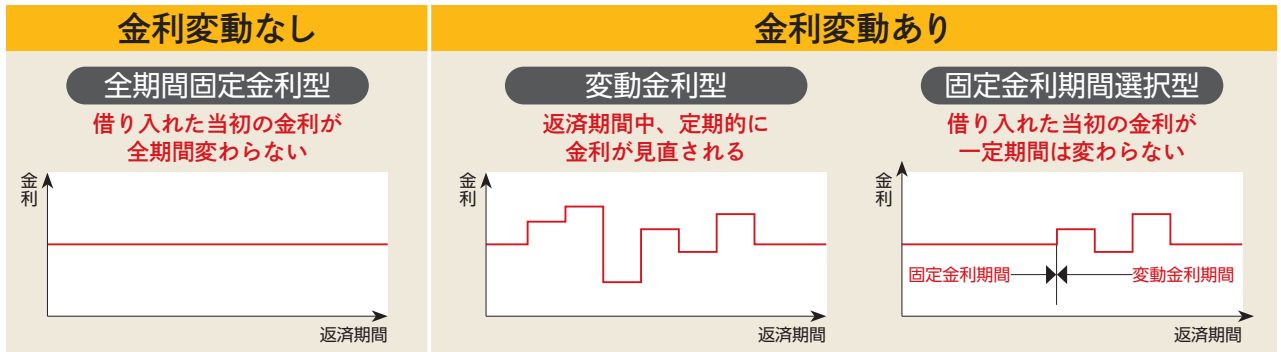 金利変動なし
全期間固定金利型
借り入れた当初の金利が
全期間変わらない
金利
返済期間
金利変動あり
変動金利型
返済期間中、定期的に
金利が見直される
金利
返済期間
固定金利期間選択型
借り入れた当初の金利が
一定期間は変わらない
金利
固定金利期間
変動金利期間
返済期間